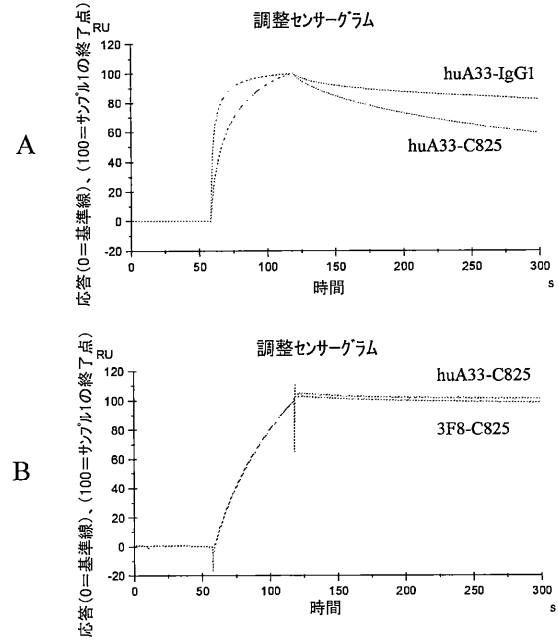 A
調整センサーグラム
RU
120
100
80
60
40
20
0
-20
応答(0=基準線)、(100=サンプル1の終了点)
huA33-IgG1
huA33-C825
0 50 100 150 200 250 300
時間
s
B
調整センサーグラム
RU
120
100
80
60
40
20
0
-20
応答(0=基準線)、(100=サンプル1の終了点)
huA33-C825
3F8-C825
0 50 100 150 200 250 300
時間
s